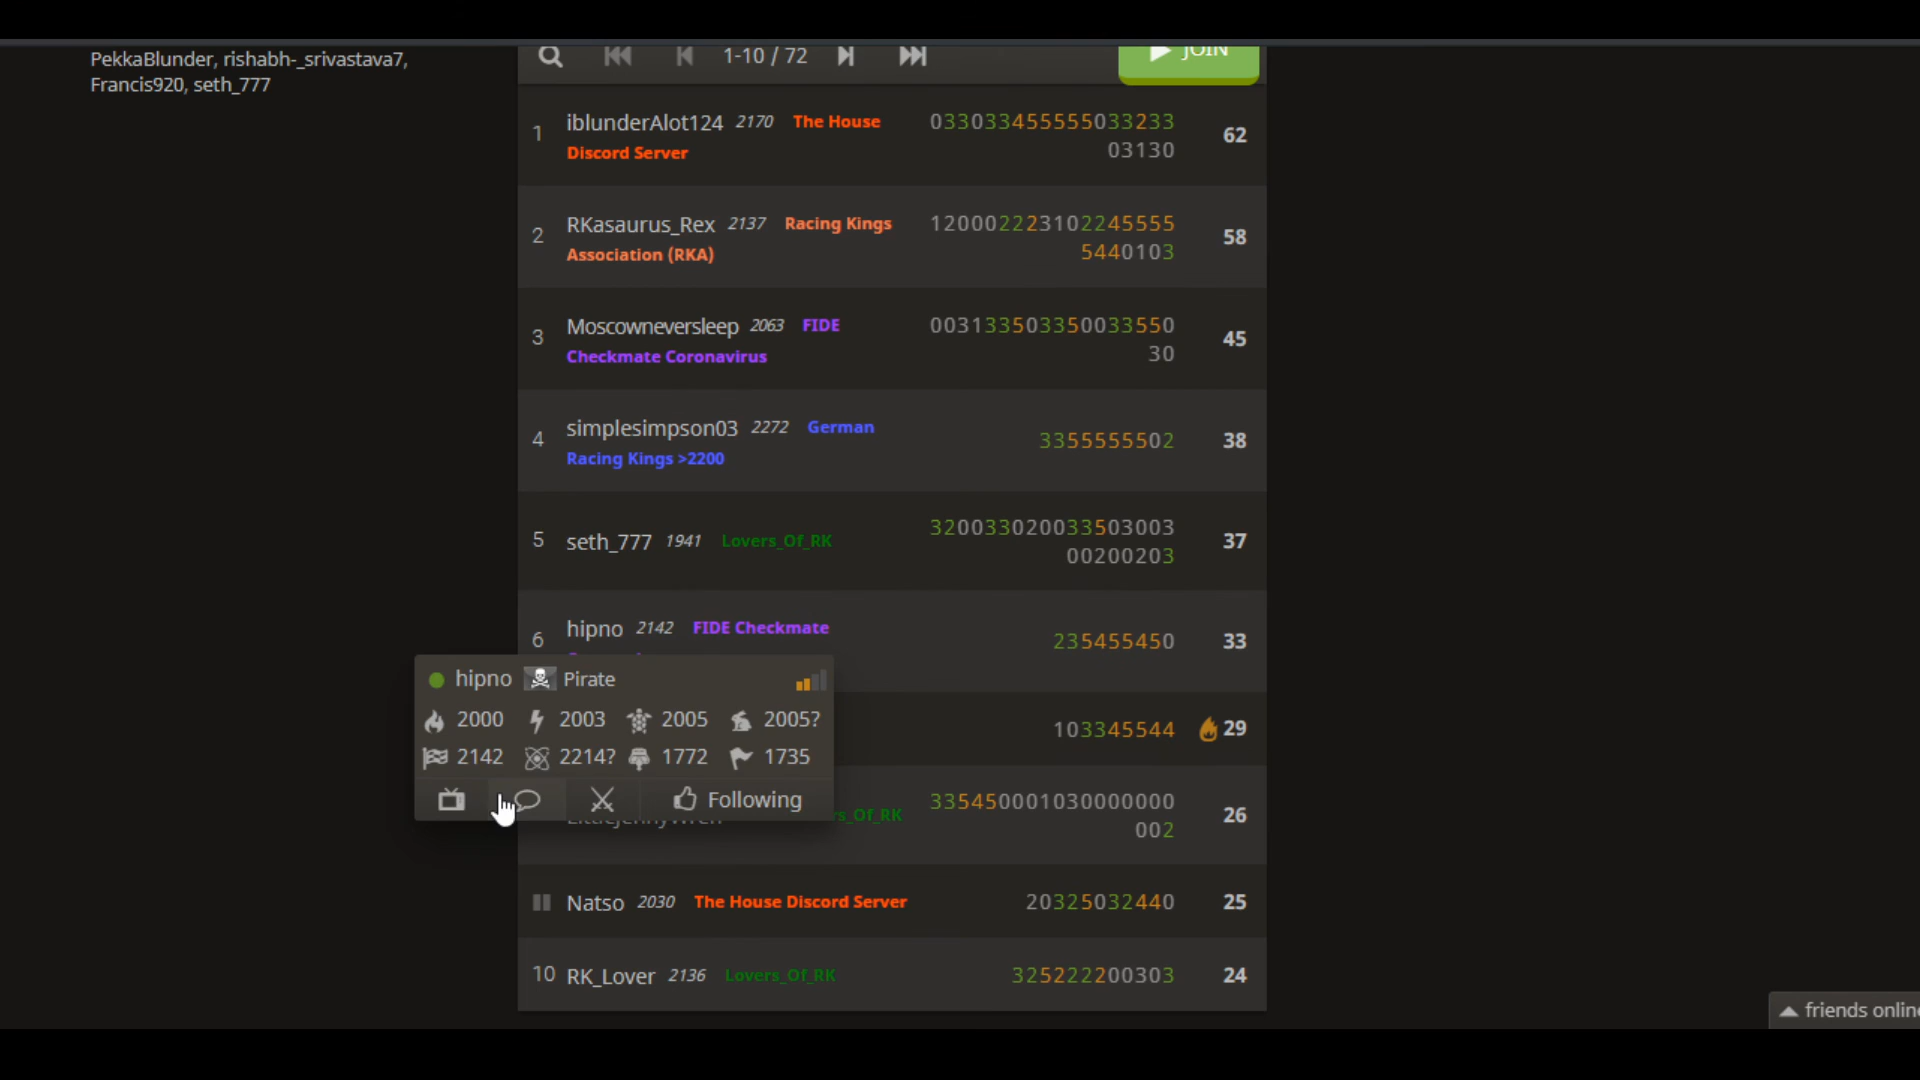 PekkaBlunder, rishabh-_srivastava7,
Francis920, seth_777
1-10 / 72
JOIN
1 iblunderAlot124 2170 The House 033033455555033233 62
Discord Server 03130
2 RKasaurus_Rex 2137 Racing Kings 120002223102245555 58
Association (RKA) 5440103
3 Moscowneversleep 2063 FIDE 003133503350033550 45
Checkmate Coronavirus 30
4 simplesimpson03 2272 German 3355555502 38
Racing Kings >2200
5 seth_777 1941 Lovers_Of_RK 320033020033503003 37
00200203
6 hipno 2142 FIDE Checkmate 235455450 33
hipno Pirate
2000 2003 2005 2005?
103345544 29
2142 2214? 1772 1735
Following
s_Of_RK 335450001030000000 26
002
Natso 2030 The House Discord Server 20325032440 25
10 RK_Lover 2136 Lovers_Of_RK 325222200303 24
friends online